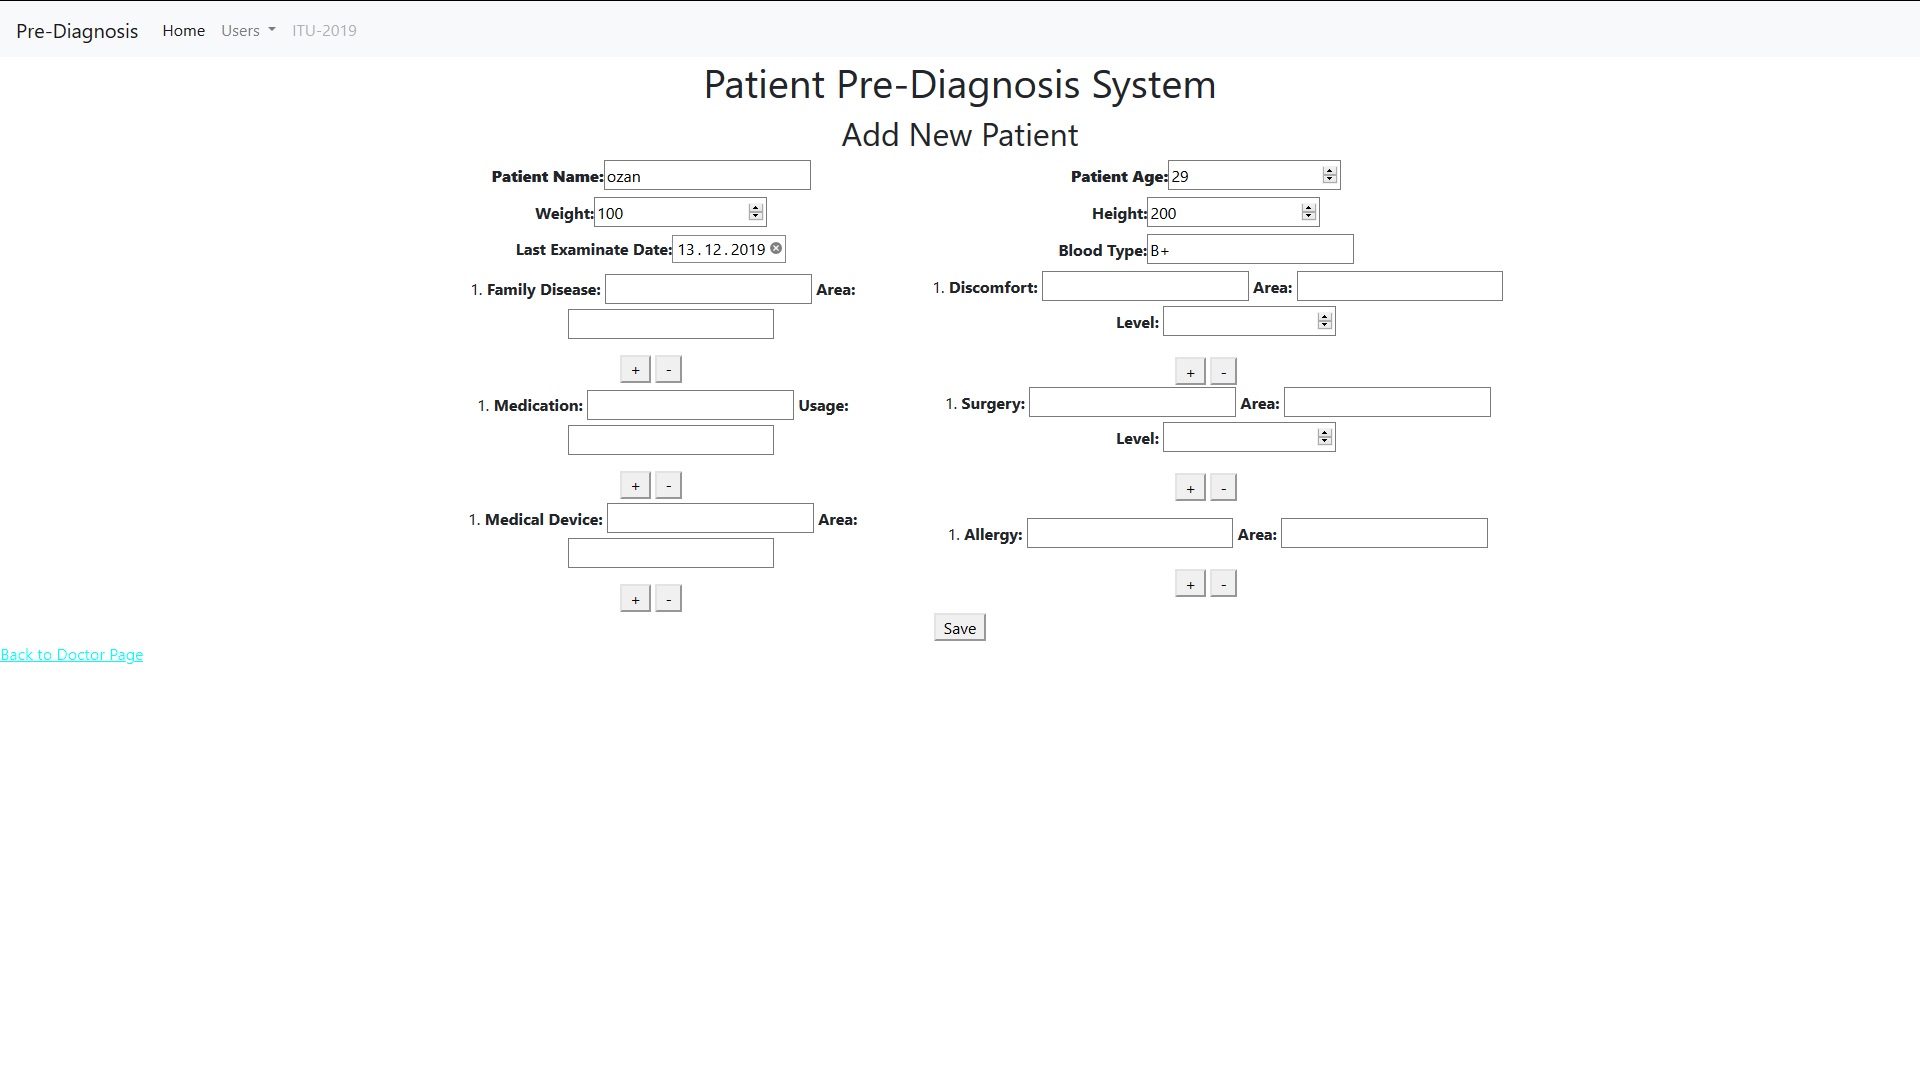 Pre-Diagnosis Home Users ITU-2019
Patient Pre-Diagnosis System
Add New Patient
Patient Name: ozan
Patient Age: 29
Weight: 100
Height: 200
Last Examinate Date: 13.12.2019
Blood Type: B+
1. Family Disease: Area:
+ -
1. Discomfort: Area:
Level:
+ -
1. Medication: Usage:
+ -
1. Surgery: Area:
Level:
+ -
1. Medical Device: Area:
+ -
1. Allergy: Area:
+ -
Save
Back to Doctor Page